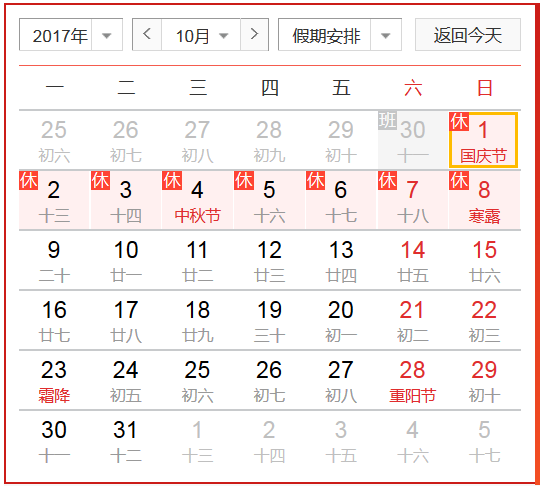 2017年 10月 假期安排 返回今天
一 二 三 四 五 六 日
25 26 27 28 29 班 30 休 1
初六 初七 初八 初九 初十 十一 国庆节
休 2 休 3 休 4 休 5 休 6 休 7 休 8
十三 十四 中秋节 十六 十七 十八 寒露
9 10 11 12 13 14 15
二十 廿一 廿二 廿三 廿四 廿五 廿六
16 17 18 19 20 21 22
廿七 廿八 廿九 三十 初一 初二 初三
23 24 25 26 27 28 29
霜降 初五 初六 初七 初八 重阳节 初十
30 31 1 2 3 4 5
十一 十二 十三 十四 十五 十六 十七